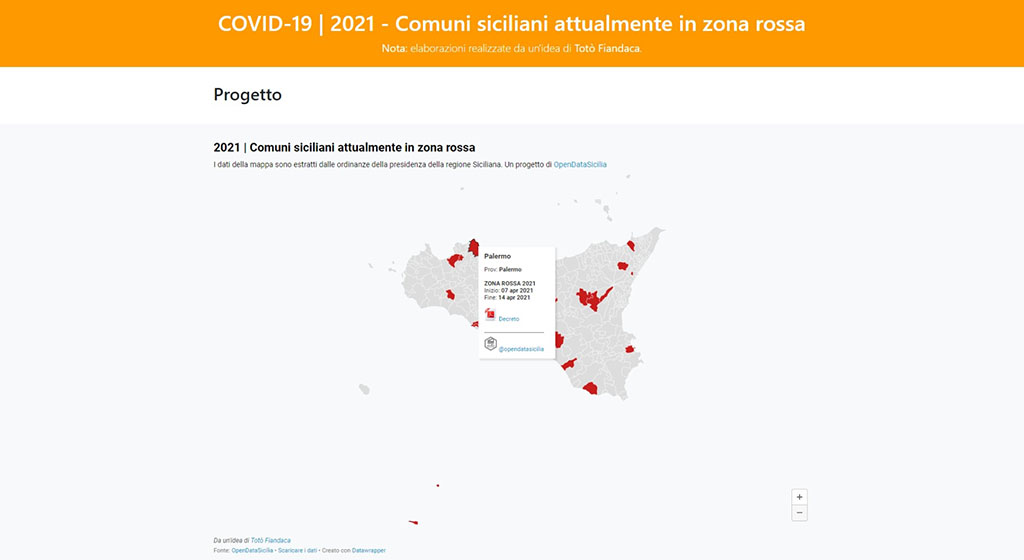 COVID-19 | 2021 - Comuni siciliani attualmente in zona rossa
Nota: elaborazioni realizzate da un'idea di Totò Fiandaca.
Progetto
2021 | Comuni siciliani attualmente in zona rossa
I dati della mappa sono estratti dalle ordinanze della presidenza della regione Siciliana. Un progetto di OpenDataSicilia
Palermo
Prov: Palermo
ZONA ROSSA 2021
Inizio: 07 apr 2021
Fine: 14 apr 2021
Decreto
@opendatasicilia
+
−
Da un'idea di Totò Fiandaca
Fonte: OpenDataSicilia • Scaricare i dati • Creato con Datawrapper